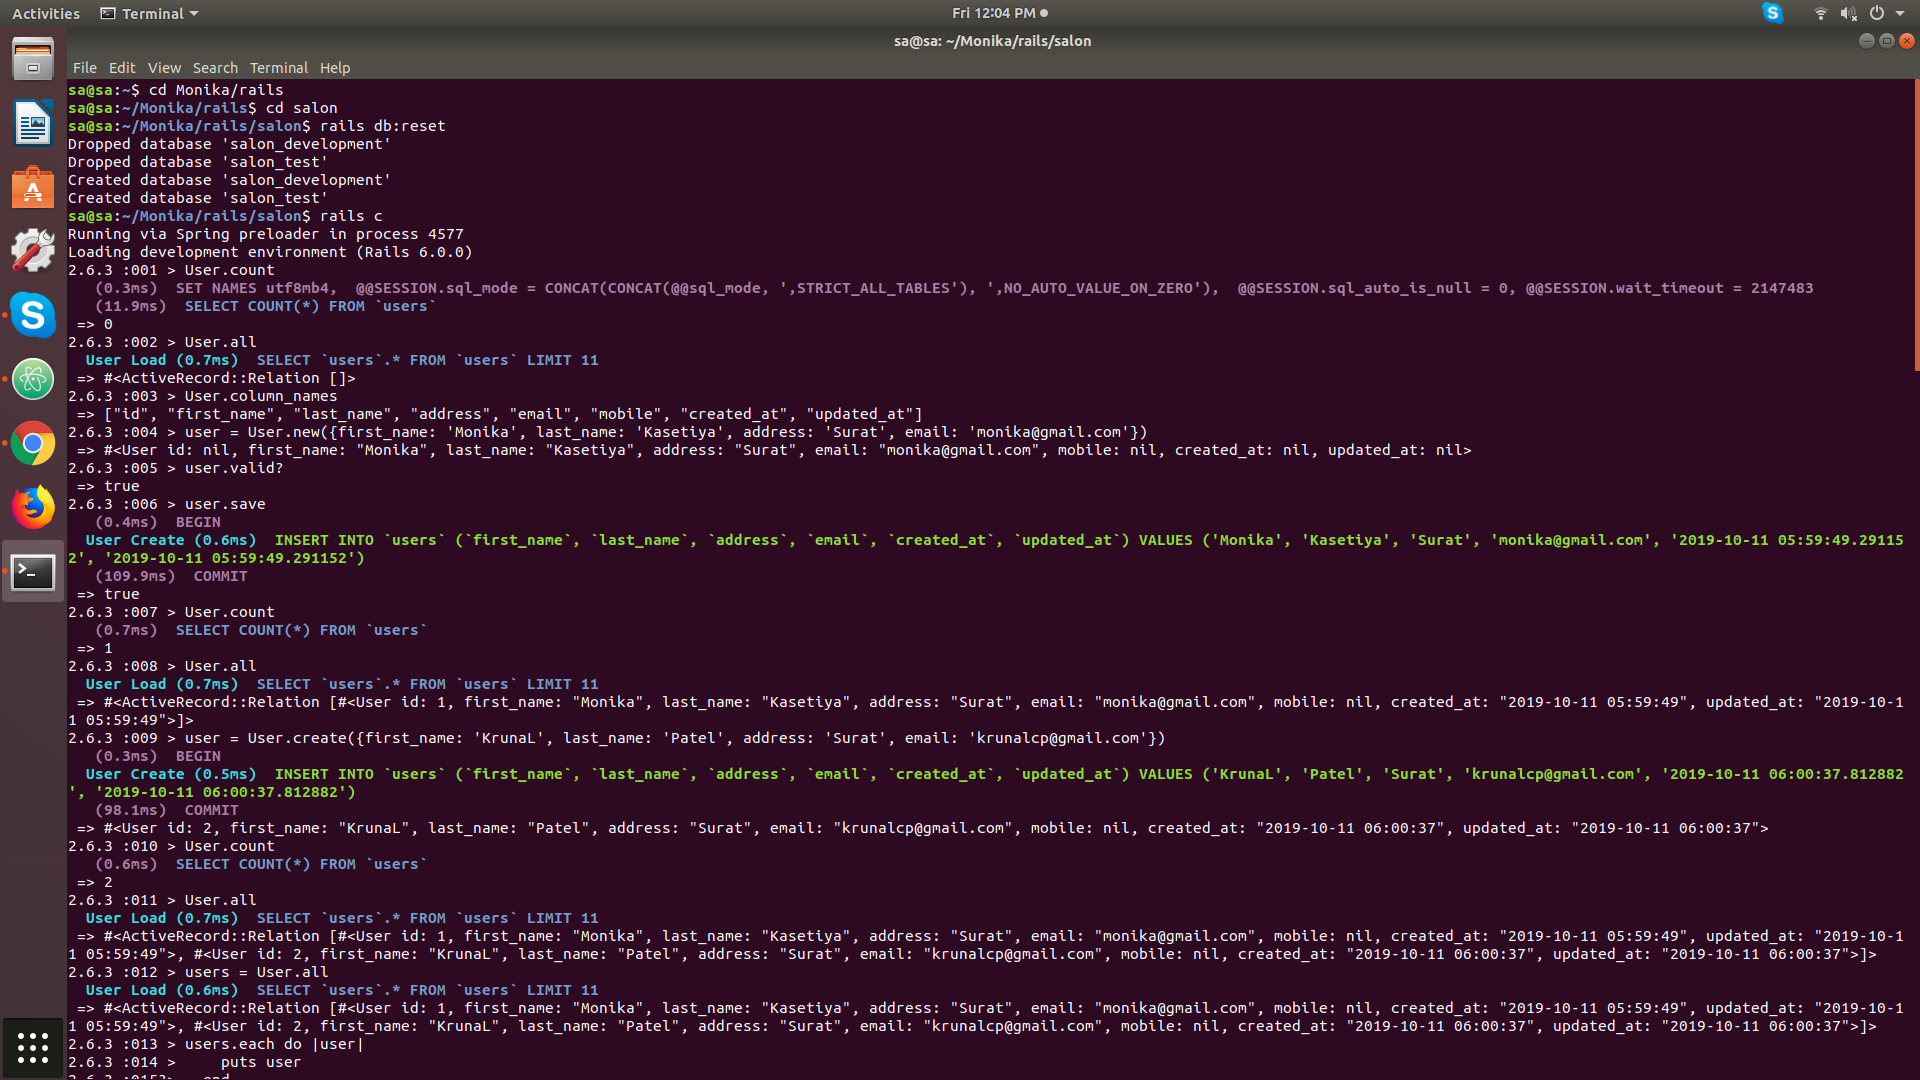 Activities Terminal Fri 12:04 PM
sa@sa: ~/Monika/rails/salon
File Edit View Search Terminal Help
sa@sa:~$ cd Monika/rails
sa@sa:~/Monika/rails$ cd salon
sa@sa:~/Monika/rails/salon$ rails db:reset
Dropped database 'salon_development'
Dropped database 'salon_test'
Created database 'salon_development'
Created database 'salon_test'
sa@sa:~/Monika/rails/salon$ rails c
Running via Spring preloader in process 4577
Loading development environment (Rails 6.0.0)
2.6.3 :001 > User.count
   (0.3ms)  SET NAMES utf8mb4,  @@SESSION.sql_mode = CONCAT(CONCAT(@@sql_mode, ',STRICT_ALL_TABLES'), ',NO_AUTO_VALUE_ON_ZERO'),  @@SESSION.sql_auto_is_null = 0, @@SESSION.wait_timeout = 2147483
   (11.9ms)  SELECT COUNT(*) FROM `users`
 => 0
2.6.3 :002 > User.all
  User Load (0.7ms)  SELECT `users`.* FROM `users` LIMIT 11
 => #<ActiveRecord::Relation []>
2.6.3 :003 > User.column_names
 => ["id", "first_name", "last_name", "address", "email", "mobile", "created_at", "updated_at"]
2.6.3 :004 > user = User.new({first_name: 'Monika', last_name: 'Kasetiya', address: 'Surat', email: 'monika@gmail.com'})
 => #<User id: nil, first_name: "Monika", last_name: "Kasetiya", address: "Surat", email: "monika@gmail.com", mobile: nil, created_at: nil, updated_at: nil>
2.6.3 :005 > user.valid?
 => true
2.6.3 :006 > user.save
   (0.4ms)  BEGIN
  User Create (0.6ms)  INSERT INTO `users` (`first_name`, `last_name`, `address`, `email`, `created_at`, `updated_at`) VALUES ('Monika', 'Kasetiya', 'Surat', 'monika@gmail.com', '2019-10-11 05:59:49.291152', '2019-10-11 05:59:49.291152')
   (109.9ms)  COMMIT
 => true
2.6.3 :007 > User.count
   (0.7ms)  SELECT COUNT(*) FROM `users`
 => 1
2.6.3 :008 > User.all
  User Load (0.7ms)  SELECT `users`.* FROM `users` LIMIT 11
 => #<ActiveRecord::Relation [#<User id: 1, first_name: "Monika", last_name: "Kasetiya", address: "Surat", email: "monika@gmail.com", mobile: nil, created_at: "2019-10-11 05:59:49", updated_at: "2019-10-1
1 05:59:49">]>
2.6.3 :009 > user = User.create({first_name: 'KrunaL', last_name: 'Patel', address: 'Surat', email: 'krunalcp@gmail.com'})
   (0.3ms)  BEGIN
  User Create (0.5ms)  INSERT INTO `users` (`first_name`, `last_name`, `address`, `email`, `created_at`, `updated_at`) VALUES ('KrunaL', 'Patel', 'Surat', 'krunalcp@gmail.com', '2019-10-11 06:00:37.812882
', '2019-10-11 06:00:37.812882')
   (98.1ms)  COMMIT
 => #<User id: 2, first_name: "KrunaL", last_name: "Patel", address: "Surat", email: "krunalcp@gmail.com", mobile: nil, created_at: "2019-10-11 06:00:37", updated_at: "2019-10-11 06:00:37">
2.6.3 :010 > User.count
   (0.6ms)  SELECT COUNT(*) FROM `users`
 => 2
2.6.3 :011 > User.all
  User Load (0.7ms)  SELECT `users`.* FROM `users` LIMIT 11
 => #<ActiveRecord::Relation [#<User id: 1, first_name: "Monika", last_name: "Kasetiya", address: "Surat", email: "monika@gmail.com", mobile: nil, created_at: "2019-10-11 05:59:49", updated_at: "2019-10-1
1 05:59:49">, #<User id: 2, first_name: "KrunaL", last_name: "Patel", address: "Surat", email: "krunalcp@gmail.com", mobile: nil, created_at: "2019-10-11 06:00:37", updated_at: "2019-10-11 06:00:37">]>
2.6.3 :012 > users = User.all
  User Load (0.6ms)  SELECT `users`.* FROM `users` LIMIT 11
 => #<ActiveRecord::Relation [#<User id: 1, first_name: "Monika", last_name: "Kasetiya", address: "Surat", email: "monika@gmail.com", mobile: nil, created_at: "2019-10-11 05:59:49", updated_at: "2019-10-1
1 05:59:49">, #<User id: 2, first_name: "KrunaL", last_name: "Patel", address: "Surat", email: "krunalcp@gmail.com", mobile: nil, created_at: "2019-10-11 06:00:37", updated_at: "2019-10-11 06:00:37">]>
2.6.3 :013 > users.each do |user|
2.6.3 :014 >     puts user
2.6.3 :015?>   end